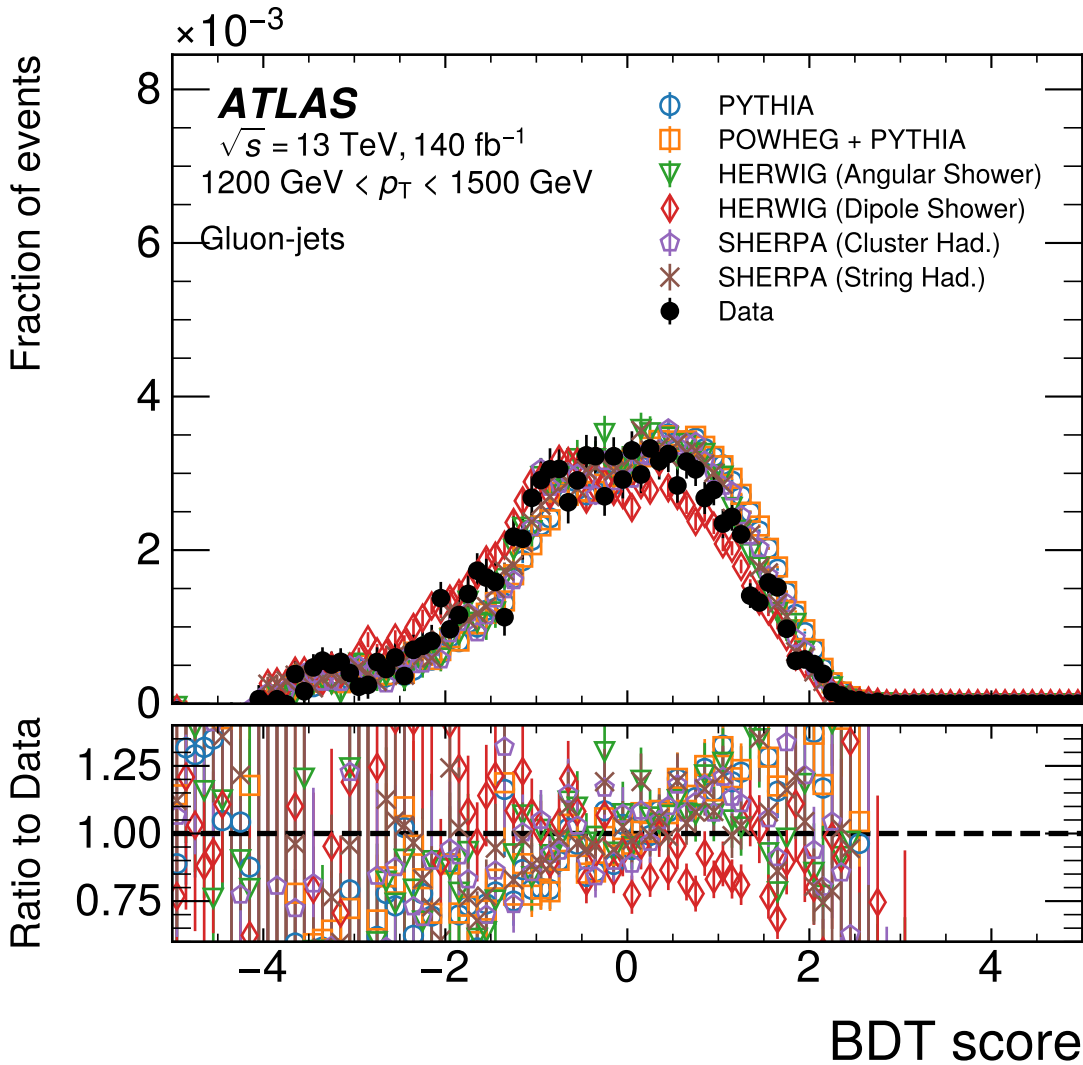 ×10⁻³
Fraction of events
8
6
4
2
0
ATLAS
√s = 13 TeV, 140 fb⁻¹
1200 GeV < pT < 1500 GeV
Gluon-jets
PYTHIA
POWHEG + PYTHIA
HERWIG (Angular Shower)
HERWIG (Dipole Shower)
SHERPA (Cluster Had.)
SHERPA (String Had.)
Data
Ratio to Data
1.25
1.00
0.75
−4 −2 0 2 4
BDT score